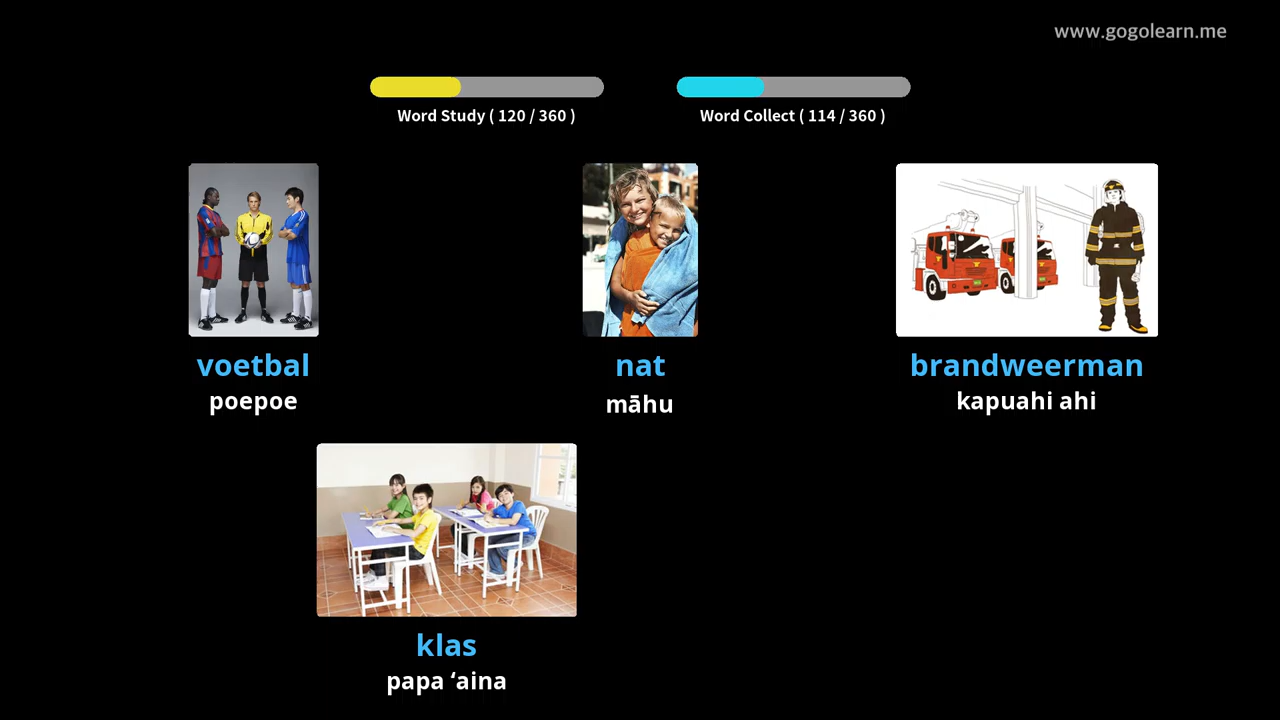 www.gogolearn.me
Word Study ( 120 / 360 )
Word Collect ( 114 / 360 )
voetbal
poepoe
nat
māhu
brandweerman
kapuahi ahi
klas
papa ʻaina